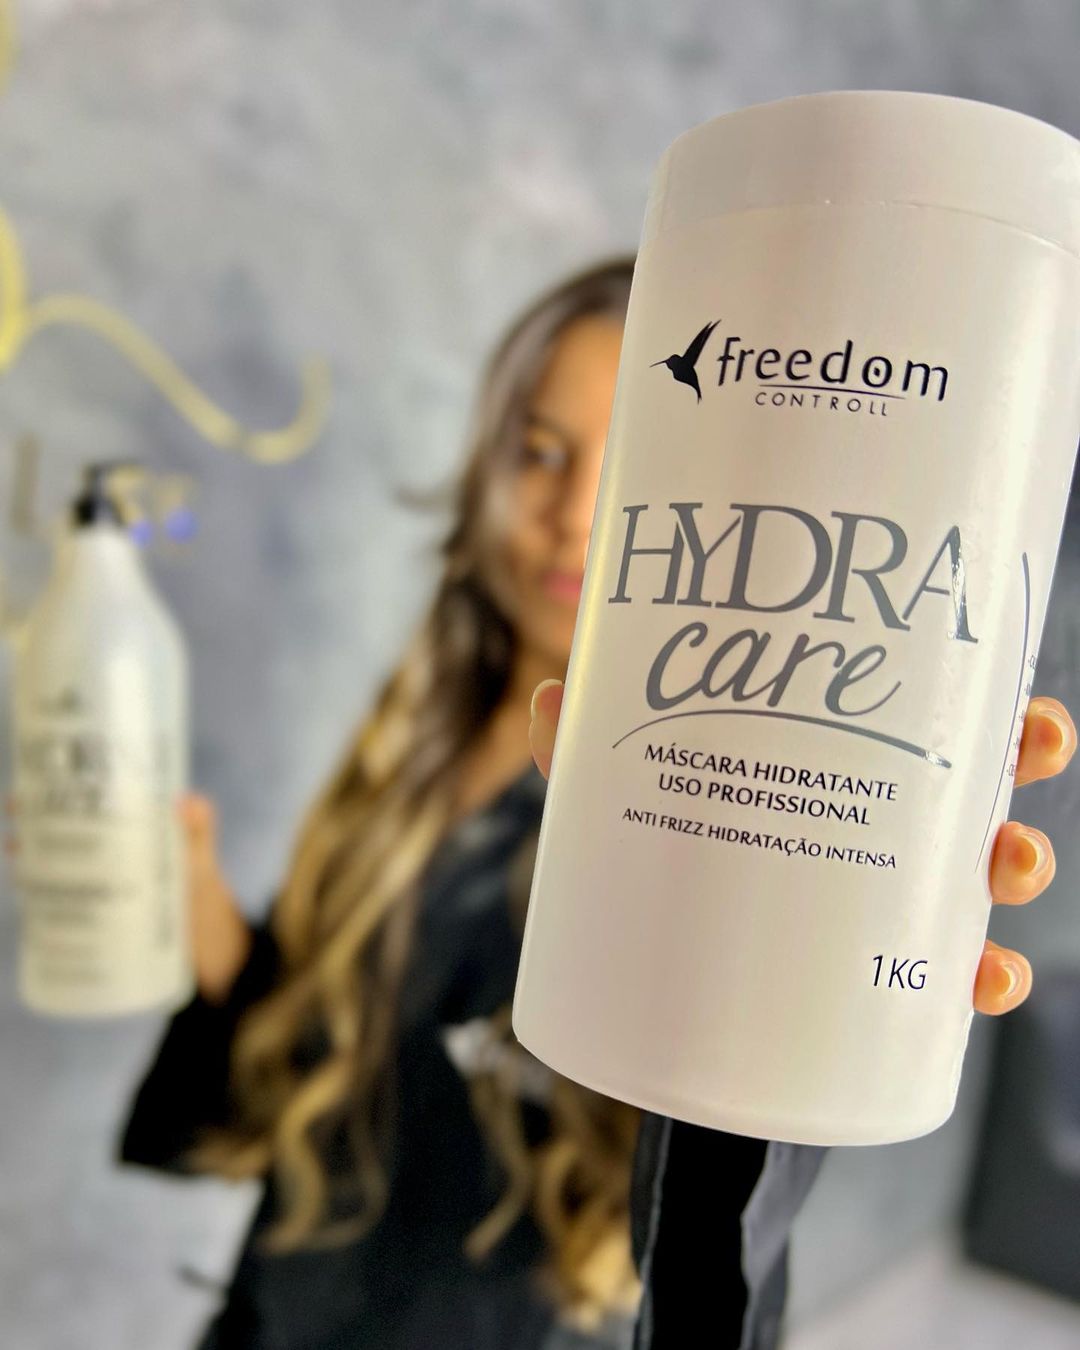 freedom
CONTROLL
HYDRA
care
MÁSCARA HIDRATANTE
USO PROFISSIONAL
ANTI FRIZZ HIDRATAÇÃO INTENSA
1KG